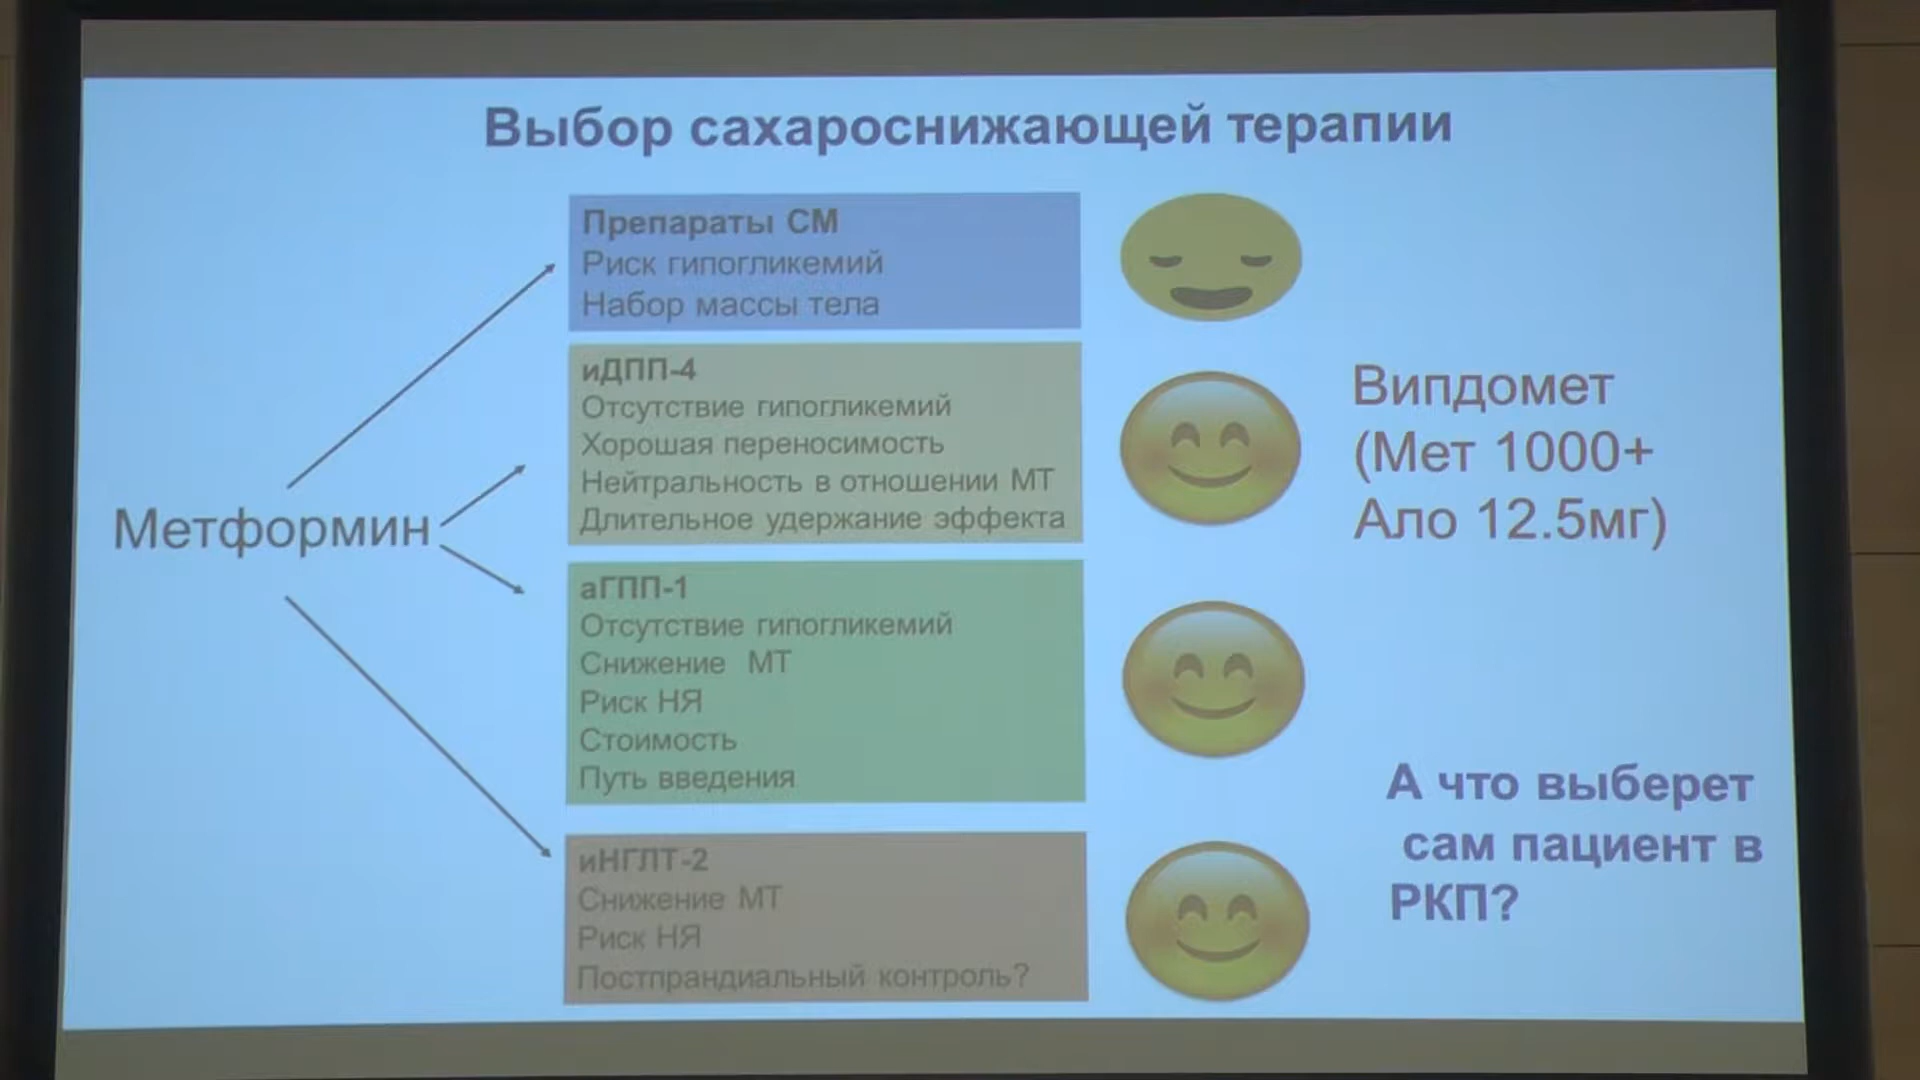 Выбор сахароснижающей терапии
Препараты СМ
Риск гипогликемий
Набор массы тела
иДПП-4
Отсутствие гипогликемий
Хорошая переносимость
Нейтральность в отношении МТ
Длительное удержание эффекта
Випдомет
(Мет 1000+
Ало 12.5мг)
Метформин
аГПП-1
Отсутствие гипогликемий
Снижение МТ
Риск НЯ
Стоимость
Путь введения
иНГЛТ-2
Снижение МТ
Риск НЯ
Постпрандиальный контроль?
А что выберет
сам пациент в
РКП?